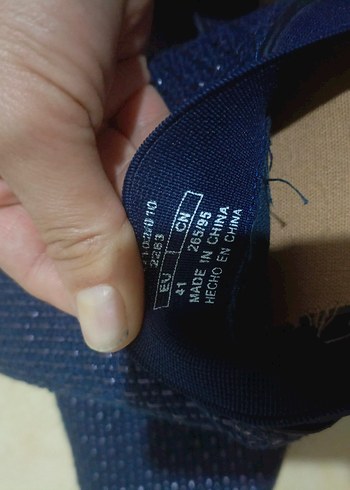 2283
EU CN
41 265/95
MADE IN CHINA
HECHO EN CHINA